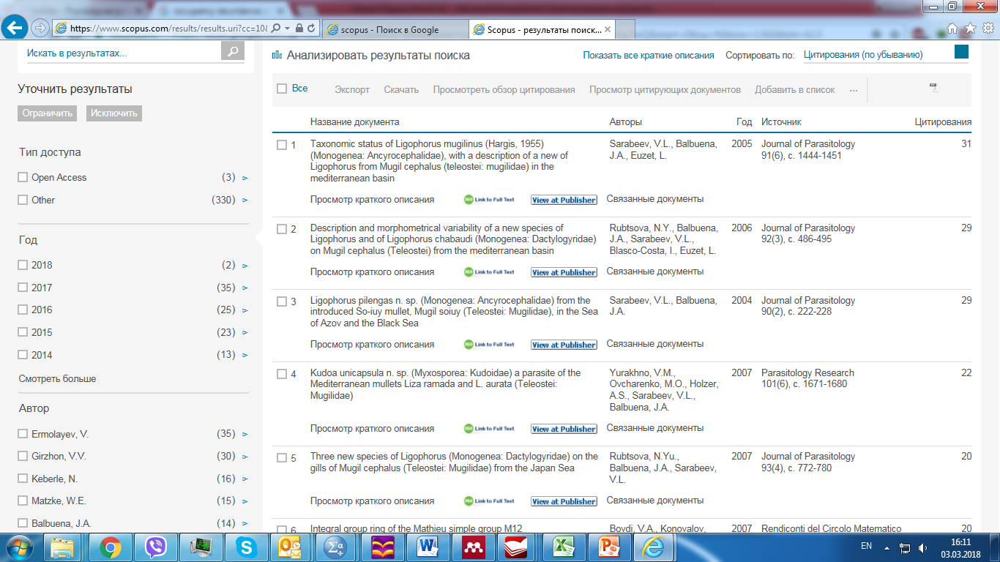 https://www.scopus.com/results/results.uri?cc=10
scopus - Поиск в Google
Scopus - результаты поиск...
Искать в результатах...
Анализировать результаты поиска
Показать все краткие описания
Сортировать по:
Цитирования (по убыванию)
Уточнить результаты
Ограничить
Исключить
Все
Экспорт
Скачать
Просмотреть обзор цитирования
Просмотр цитирующих документов
Добавить в список
...
Название документа
Авторы
Год
Источник
Цитирования
Тип доступа
Open Access (3)
Other (330)
Год
2018 (2)
2017 (35)
2016 (25)
2015 (23)
2014 (13)
Смотреть больше
Автор
Ermolayev, V. (35)
Girzhon, V.V. (30)
Keberle, N. (16)
Matzke, W.E. (15)
Balbuena, J.A. (14)
1
Taxonomic status of Ligophorus mugilinus (Hargis, 1955)
(Monogenea: Ancyrocephalidae), with a description of a new of
Ligophorus from Mugil cephalus (teleostei: mugilidae) in the
mediterranean basin
Sarabeev, V.L., Balbuena,
J.A., Euzet, L.
2005
Journal of Parasitology
91(6), с. 1444-1451
31
Просмотр краткого описания
360 Link to Full Text
View at Publisher
Связанные документы
2
Description and morphometrical variability of a new species of
Ligophorus and of Ligophorus chabaudi (Monogenea: Dactylogyridae)
on Mugil cephalus (Teleostei) from the mediterranean basin
Rubtsova, N.Y., Balbuena,
J.A., Sarabeev, V.L.,
Blasco-Costa, I., Euzet, L.
2006
Journal of Parasitology
92(3), с. 486-495
29
Просмотр краткого описания
360 Link to Full Text
View at Publisher
Связанные документы
3
Ligophorus pilengas n. sp. (Monogenea: Ancyrocephalidae) from the
introduced So-iuy mullet, Mugil soiuy (Teleostei: Mugilidae), in the Sea
of Azov and the Black Sea
Sarabeev, V.L., Balbuena,
J.A.
2004
Journal of Parasitology
90(2), с. 222-228
29
Просмотр краткого описания
360 Link to Full Text
View at Publisher
Связанные документы
4
Kudoa unicapsula n. sp. (Myxosporea: Kudoidae) a parasite of the
Mediterranean mullets Liza ramada and L. aurata (Teleostei:
Mugilidae)
Yurakhno, V.M.,
Ovcharenko, M.O., Holzer,
A.S., Sarabeev, V.L.,
Balbuena, J.A.
2007
Parasitology Research
101(6), с. 1671-1680
22
Просмотр краткого описания
360 Link to Full Text
View at Publisher
Связанные документы
5
Three new species of Ligophorus (Monogenea: Dactylogyridae) on the
gills of Mugil cephalus (Teleostei: Mugilidae) from the Japan Sea
Rubtsova, N.Yu.,
Balbuena, J.A., Sarabeev,
V.L.
2007
Journal of Parasitology
93(4), с. 772-780
20
Просмотр краткого описания
360 Link to Full Text
View at Publisher
Связанные документы
6
Integral group ring of the Mathieu simple group M12
Bovdi, V.A., Konovalov,
2007
Rendiconti del Circolo Matematico
20
EN
16:11
03.03.2018